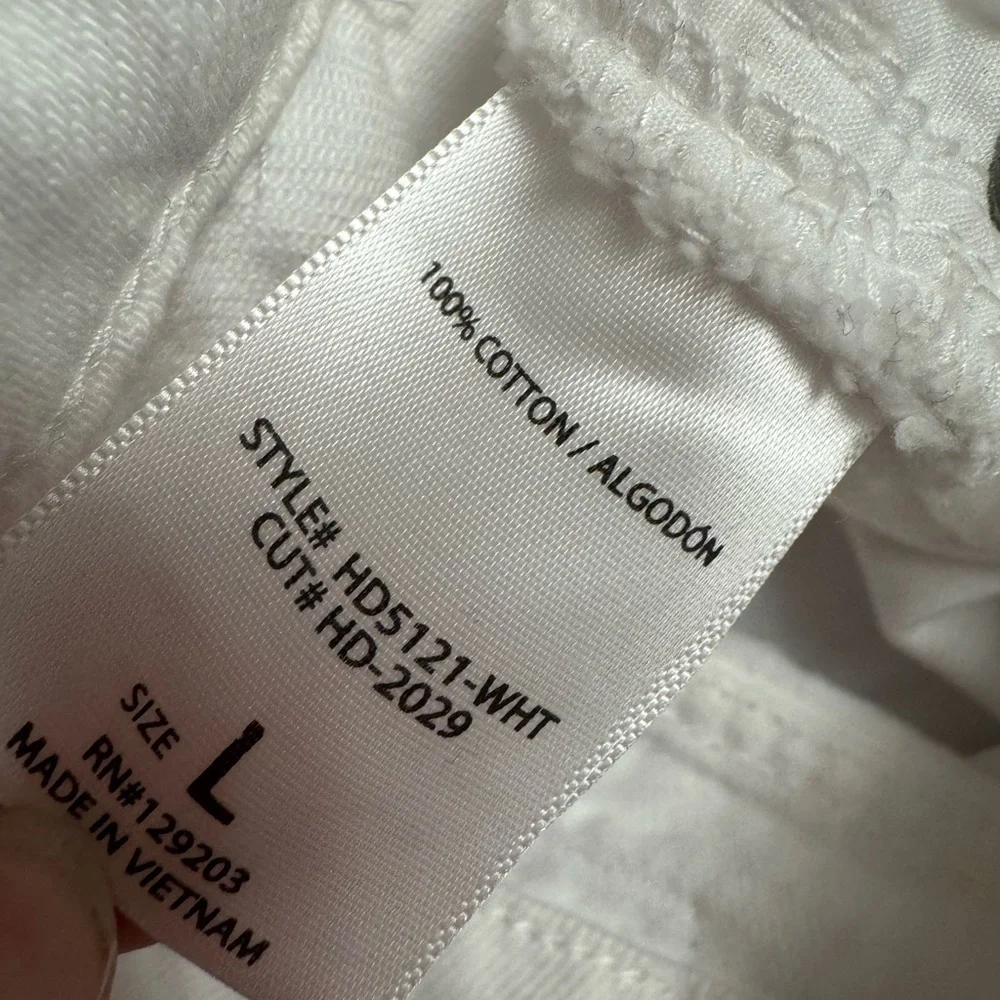 100% COTTON / ALGODÓN
STYLE# HD5121-WHT
CUT# HD-2029
SIZE L
RN#129203
MADE IN VIETNAM